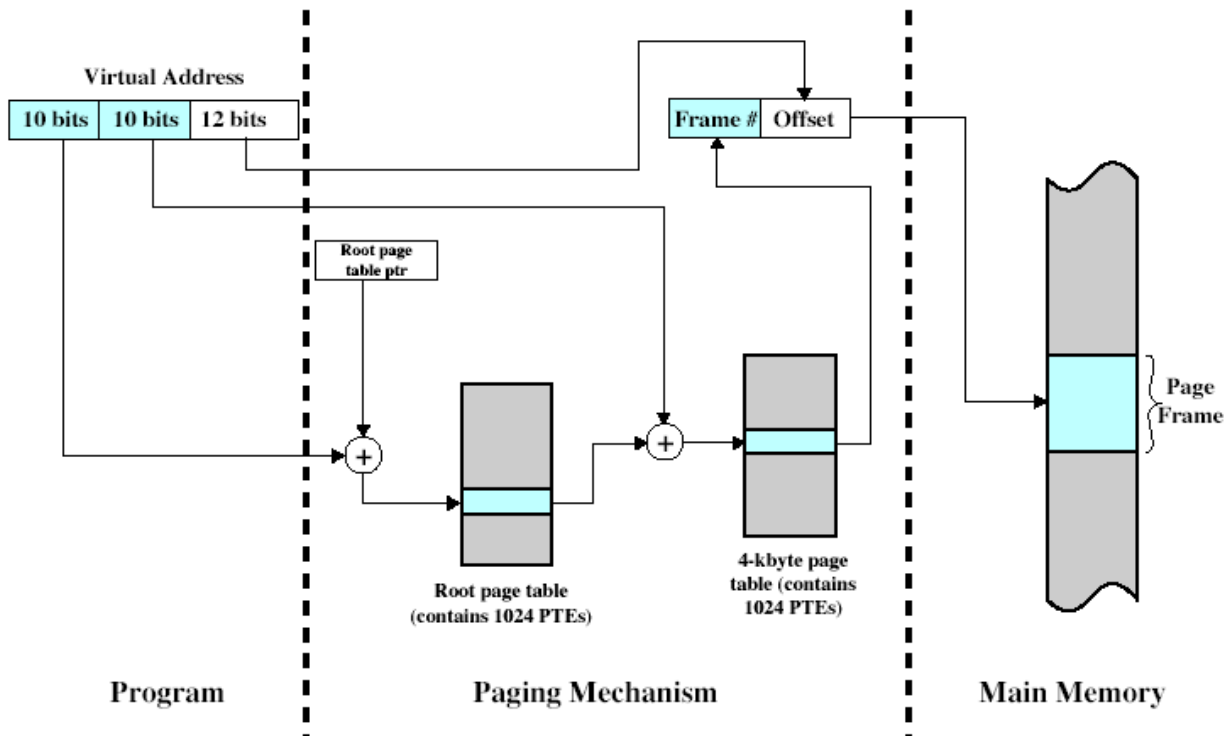 Virtual Address
10 bits 10 bits 12 bits
Frame # Offset
Root page
table ptr
+
+
Page
Frame
Root page table
(contains 1024 PTEs)
4-kbyte page
table (contains
1024 PTEs)
Program
Paging Mechanism
Main Memory